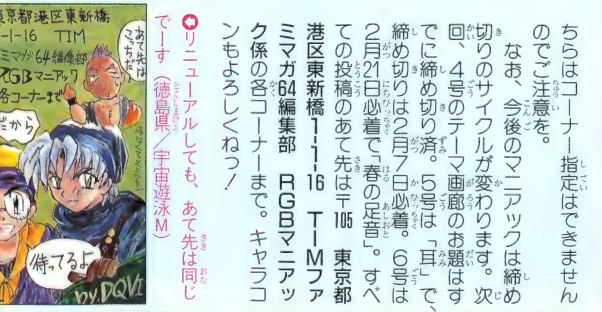 ちらはコーナー指定はできません
のでご注意を。
なお、今後のマニアックは締め
切りのサイクルが変わります。次
回、4号のテーマ画廊のお題はす
でに締め切り済。5号は「耳」で、
締め切りは2月7日必着。6号は
2月21日必着で「春の足音」。すべ
ての投稿のあて先は〒105 東京都
港区東新橋1-1-16 TIMファ
ミマガ64編集部 RGBマニアッ
ク係の各コーナーまで。キャラコ
ンもよろしくねっ!
リニューアルしても、あて先は同じ
でーす(徳島県/宇宙遊泳M)
京都港区東新橋
1-1-16 TIM
ミマガ64編集部
RGBマニアック
各コーナーまで
あて先は
こっちだ
だから
待ってるよ
by.DQVI